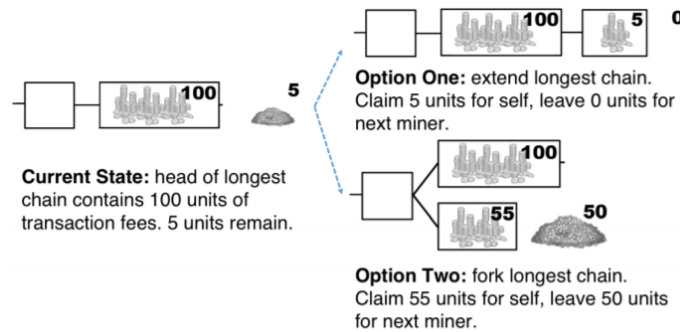 100
5
0
100
5
Option One: extend longest chain.
Claim 5 units for self, leave 0 units for
next miner.
Current State: head of longest
chain contains 100 units of
transaction fees. 5 units remain.
100
55
50
Option Two: fork longest chain.
Claim 55 units for self, leave 50 units
for next miner.